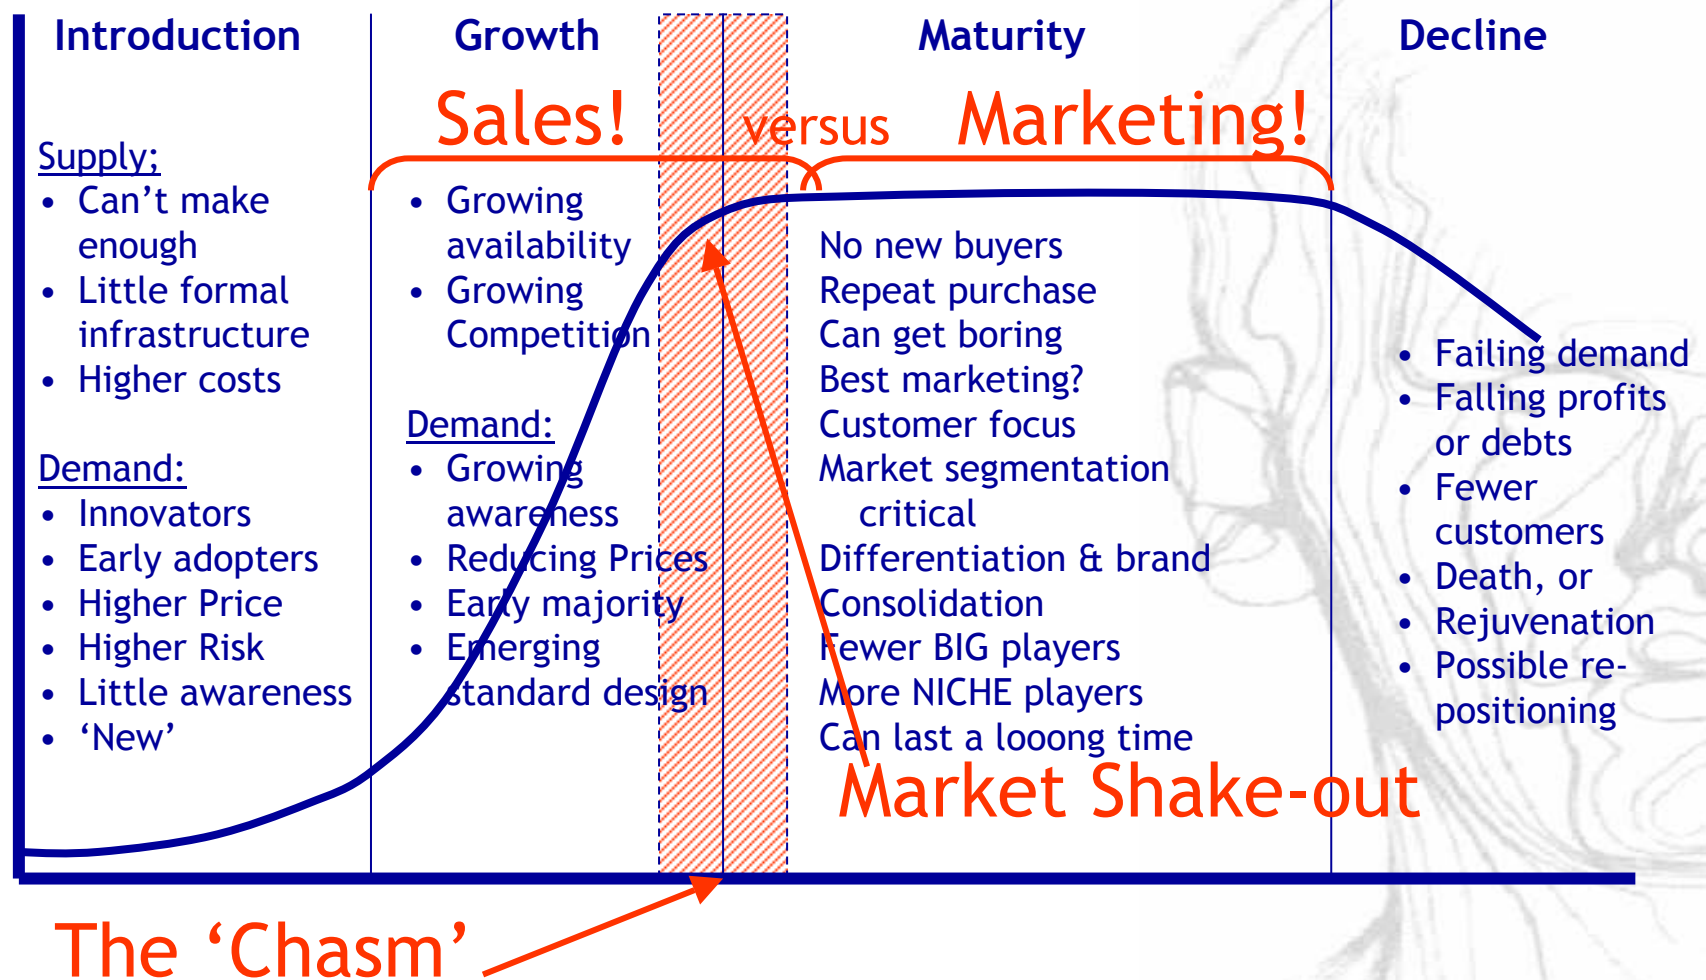 Introduction
Growth
Maturity
Decline
Sales!
versus
Marketing!
Supply;
• Can’t make
enough
• Little formal
infrastructure
• Higher costs
Demand:
• Innovators
• Early adopters
• Higher Price
• Higher Risk
• Little awareness
• ‘New’
• Growing
availability
• Growing
Competition
Demand:
• Growing
awareness
• Reducing Prices
• Early majority
• Emerging
standard design
No new buyers
Repeat purchase
Can get boring
Best marketing?
Customer focus
Market segmentation
critical
Differentiation & brand
Consolidation
Fewer BIG players
More NICHE players
Can last a looong time
• Failing demand
• Falling profits
or debts
• Fewer
customers
• Death, or
• Rejuvenation
• Possible re-
positioning
Market Shake-out
The ‘Chasm’